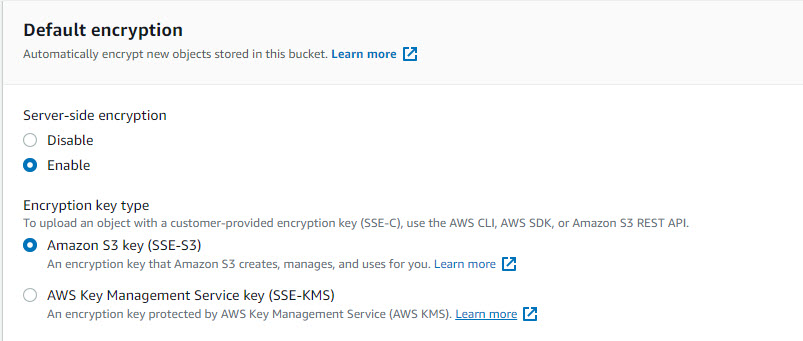 Default encryption
Automatically encrypt new objects stored in this bucket. Learn more
Server-side encryption
Disable
Enable
Encryption key type
To upload an object with a customer-provided encryption key (SSE-C), use the AWS CLI, AWS SDK, or Amazon S3 REST API.
Amazon S3 key (SSE-S3)
An encryption key that Amazon S3 creates, manages, and uses for you. Learn more
AWS Key Management Service key (SSE-KMS)
An encryption key protected by AWS Key Management Service (AWS KMS). Learn more